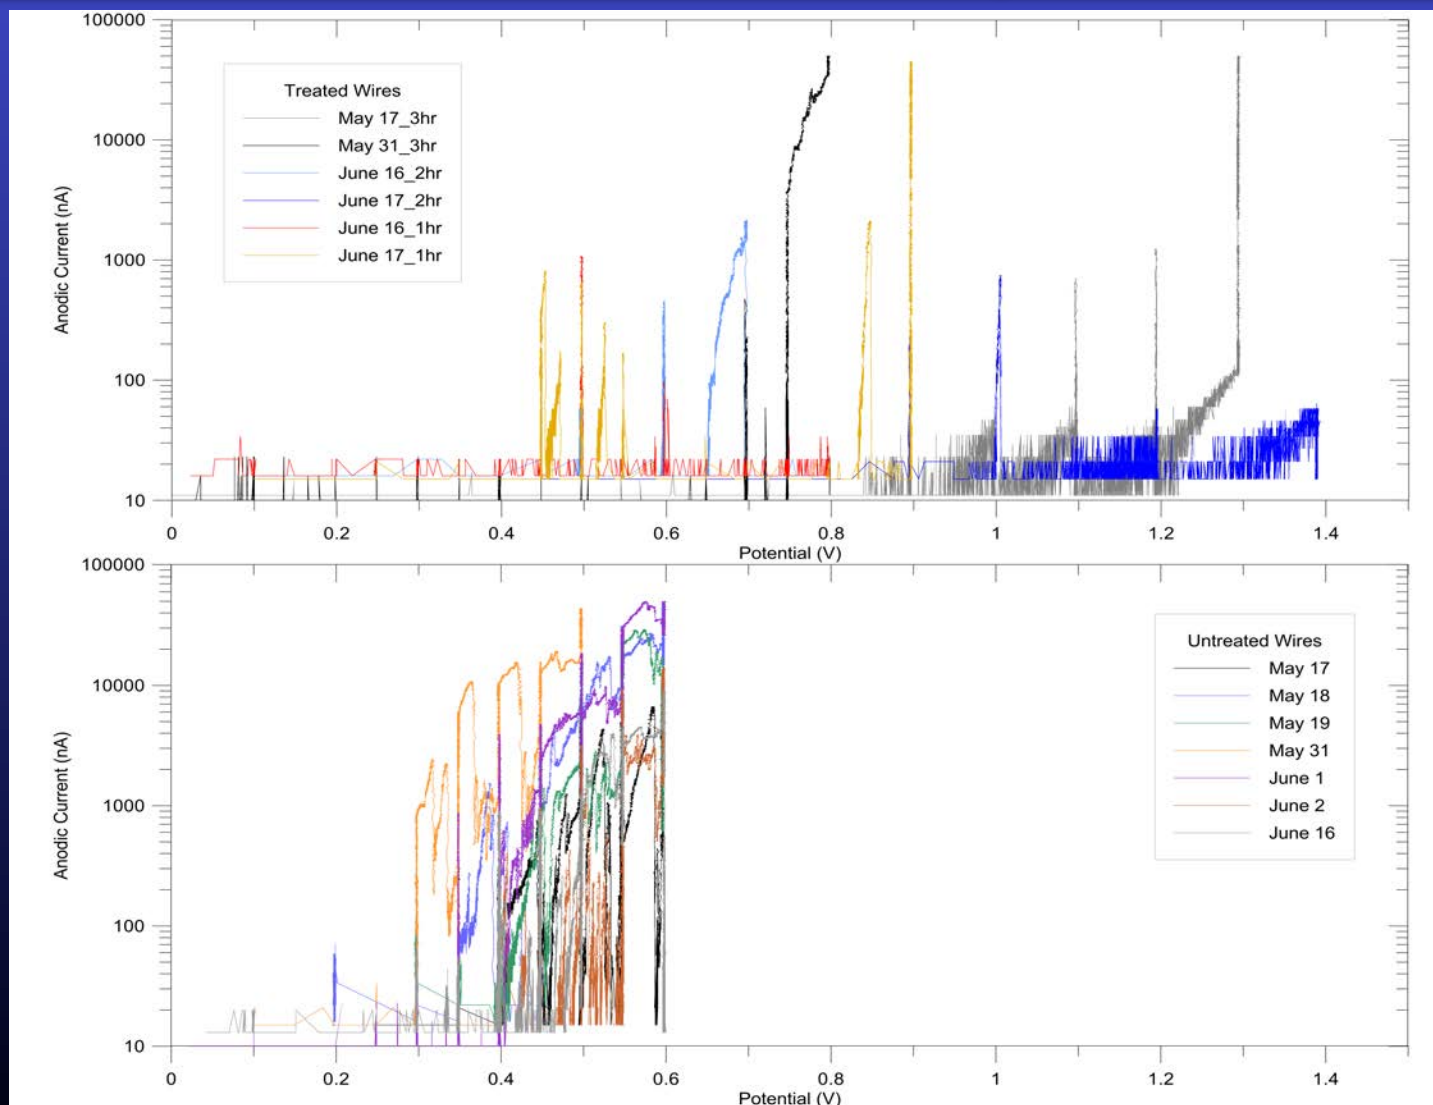 100000
10000
1000
100
10
Anodic Current (nA)
Treated Wires
May 17_3hr
May 31_3hr
June 16_2hr
June 17_2hr
June 16_1hr
June 17_1hr
0 0.2 0.4 0.6 0.8 1 1.2 1.4
Potential (V)
100000
10000
1000
100
10
Anodic Current (nA)
Untreated Wires
May 17
May 18
May 19
May 31
June 1
June 2
June 16
0 0.2 0.4 0.6 0.8 1 1.2 1.4
Potential (V)